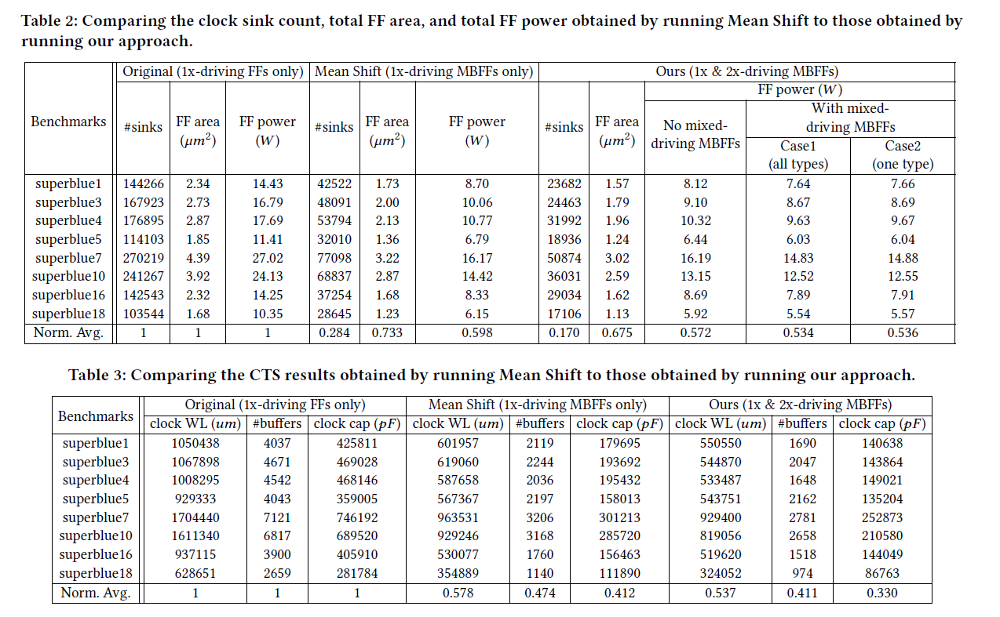 Table 2: Comparing the clock sink count, total FF area, and total FF power obtained by running Mean Shift to those obtained by
running our approach.
Benchmarks Original (1x-driving FFs only) Mean Shift (1x-driving MBFFs only) Ours (1x & 2x-driving MBFFs)
#sinks FF area (μm²) FF power (W) #sinks FF area (μm²) FF power (W) #sinks FF area (μm²) FF power (W)
No mixed-driving MBFFs With mixed-driving MBFFs
Case1 (all types) Case2 (one type)
superblue1 144266 2.34 14.43 42522 1.73 8.70 23682 1.57 8.12 7.64 7.66
superblue3 167923 2.73 16.79 48091 2.00 10.06 24463 1.79 9.10 8.67 8.69
superblue4 176895 2.87 17.69 53794 2.13 10.77 31992 1.96 10.32 9.63 9.67
superblue5 114103 1.85 11.41 32010 1.36 6.79 18936 1.24 6.44 6.03 6.04
superblue7 270219 4.39 27.02 77098 3.22 16.17 50874 3.02 16.19 14.83 14.88
superblue10 241267 3.92 24.13 68837 2.87 14.42 36031 2.59 13.15 12.52 12.55
superblue16 142543 2.32 14.25 37254 1.68 8.33 29034 1.62 8.69 7.89 7.91
superblue18 103544 1.68 10.35 28645 1.23 6.15 17106 1.13 5.92 5.54 5.57
Norm. Avg. 1 1 1 0.284 0.733 0.598 0.170 0.675 0.572 0.534 0.536
Table 3: Comparing the CTS results obtained by running Mean Shift to those obtained by running our approach.
Benchmarks Original (1x-driving FFs only) Mean Shift (1x-driving MBFFs only) Ours (1x & 2x-driving MBFFs)
clock WL (um) #buffers clock cap (pF) clock WL (um) #buffers clock cap (pF) clock WL (um) #buffers clock cap (pF)
superblue1 1050438 4037 425811 601957 2119 179695 550550 1690 140638
superblue3 1067898 4671 469028 619060 2244 193692 544870 2047 143864
superblue4 1008295 4542 468146 587658 2036 195432 533487 1648 149021
superblue5 929333 4043 359005 567367 2197 158013 543751 2162 135204
superblue7 1704440 7121 746192 963531 3206 301213 929400 2781 252873
superblue10 1611340 6817 689520 929246 3168 285720 819056 2658 210580
superblue16 937115 3900 405910 530077 1760 156463 519620 1518 144049
superblue18 628651 2659 281784 354889 1140 111890 324052 974 86763
Norm. Avg. 1 1 1 0.578 0.474 0.412 0.537 0.411 0.330